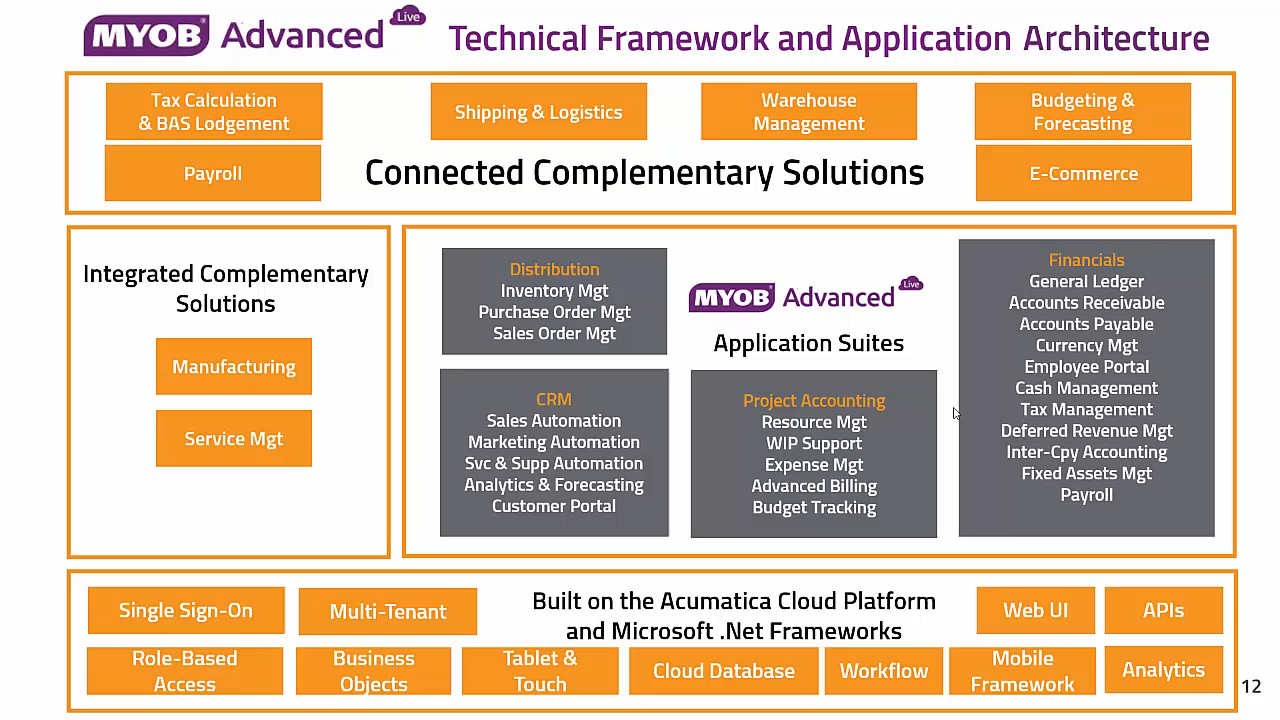 MYOB Advanced Live
Technical Framework and Application Architecture
Tax Calculation
& BAS Lodgement
Shipping & Logistics
Warehouse
Management
Budgeting &
Forecasting
Payroll
Connected Complementary Solutions
E-Commerce
Integrated Complementary
Solutions
Manufacturing
Service Mgt
Distribution
Inventory Mgt
Purchase Order Mgt
Sales Order Mgt
MYOB Advanced Live
Application Suites
CRM
Sales Automation
Marketing Automation
Svc & Supp Automation
Analytics & Forecasting
Customer Portal
Project Accounting
Resource Mgt
WIP Support
Expense Mgt
Advanced Billing
Budget Tracking
Financials
General Ledger
Accounts Receivable
Accounts Payable
Currency Mgt
Employee Portal
Cash Management
Tax Management
Deferred Revenue Mgt
Inter-Cpy Accounting
Fixed Assets Mgt
Payroll
Single Sign-On
Multi-Tenant
Built on the Acumatica Cloud Platform
and Microsoft .Net Frameworks
Web UI
APIs
Role-Based
Access
Business
Objects
Tablet &
Touch
Cloud Database
Workflow
Mobile
Framework
Analytics
12